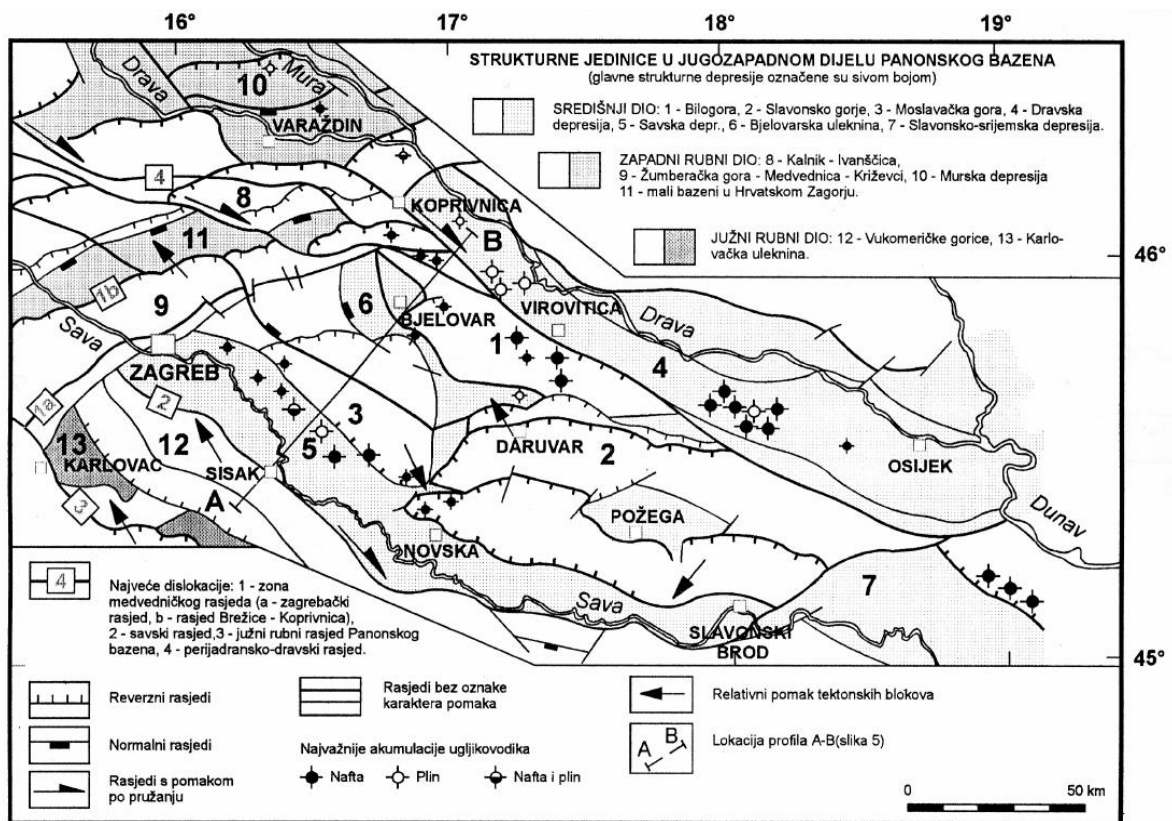 16°
17°
18°
19°
STRUKTURNE JEDINICE U JUGOZAPADNOM DIJELU PANONSKOG BAZENA
(glavne strukturne depresije označene su sivom bojom)
SREDIŠNJI DIO: 1 - Bilogora, 2 - Slavonsko gorje, 3 - Moslavačka gora, 4 - Dravska
depresija, 5 - Savska depr., 6 - Bjelovarska uleknina, 7 - Slavonsko-srijemska depresija.
ZAPADNI RUBNI DIO: 8 - Kalnik - Ivanščica,
9 - Žumberačka gora - Medvednica - Križevci, 10 - Murska depresija
11 - mali bazeni u Hrvatskom Zagorju.
JUŽNI RUBNI DIO: 12 - Vukomeričke gorice, 13 - Karlo-
vačka uleknina.
Drava
10
Mura
VARAŽDIN
4
8
KOPRIVNICA
B
11
46°
1b
9
6
BJELOVAR
VIROVITICA
1
Drava
Sava
ZAGREB
4
1a
2
3
13
12
5
KARLOVAC
SISAK
DARUVAR
2
OSIJEK
A
3
POŽEGA
Dunav
NOVSKA
7
Sava
SLAVONSKI
BROD
45°
4
Najveće dislokacije: 1 - zona
medvedničkog rasjeda (a - zagrebački
rasjed, b - rasjed Brežice - Koprivnica),
2 - savski rasjed,3 - južni rubni rasjed Panonskog
bazena, 4 - perijadransko-dravski rasjed.
Reverzni rasjedi
Normalni rasjedi
Rasjedi s pomakom
po pružanju
Rasjedi bez oznake
karaktera pomaka
Najvažnije akumulacije ugljikovodika
Nafta
Plin
Nafta i plin
Relativni pomak tektonskih blokova
A B
Lokacija profila A-B(slika 5)
0
50 km